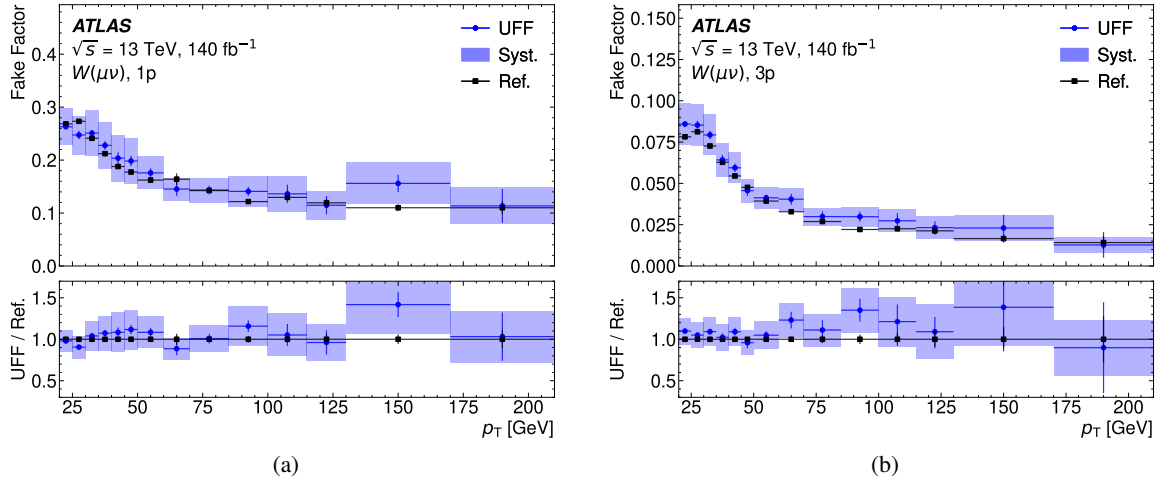 ATLAS
√s = 13 TeV, 140 fb⁻¹
W(μν), 1p
UFF
Syst.
Ref.
Fake Factor
0.4
0.3
0.2
0.1
0.0
UFF / Ref.
1.5
1.0
0.5
25 50 75 100 125 150 175 200
pT [GeV]
(a)
ATLAS
√s = 13 TeV, 140 fb⁻¹
W(μν), 3p
UFF
Syst.
Ref.
Fake Factor
0.150
0.125
0.100
0.075
0.050
0.025
0.000
UFF / Ref.
1.5
1.0
0.5
25 50 75 100 125 150 175 200
pT [GeV]
(b)